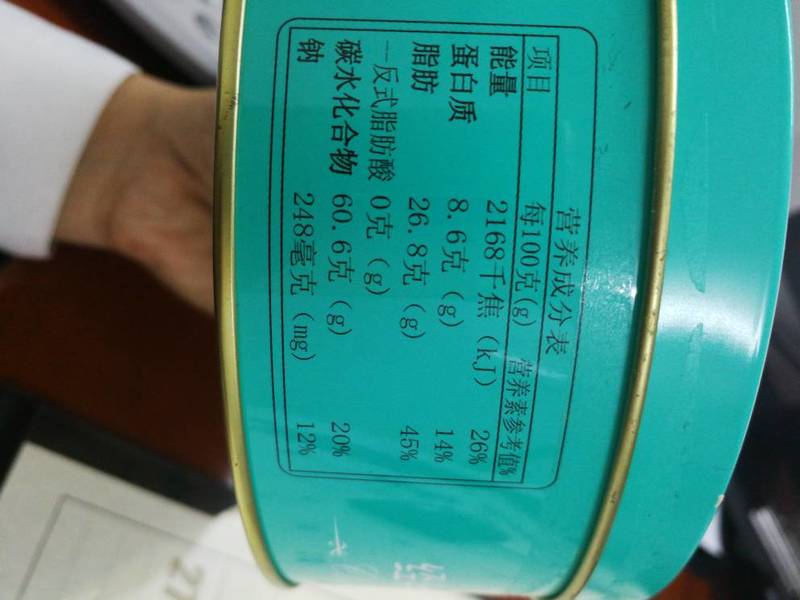 营养成分表
项目 每100克(g) 营养素参考值%
能量 2168千焦 (kJ) 26%
蛋白质 8.6克 (g) 14%
脂肪 26.8克 (g) 45%
—反式脂肪酸 0克 (g)
碳水化合物 60.6克 (g) 20%
钠 248毫克 (mg) 12%
27